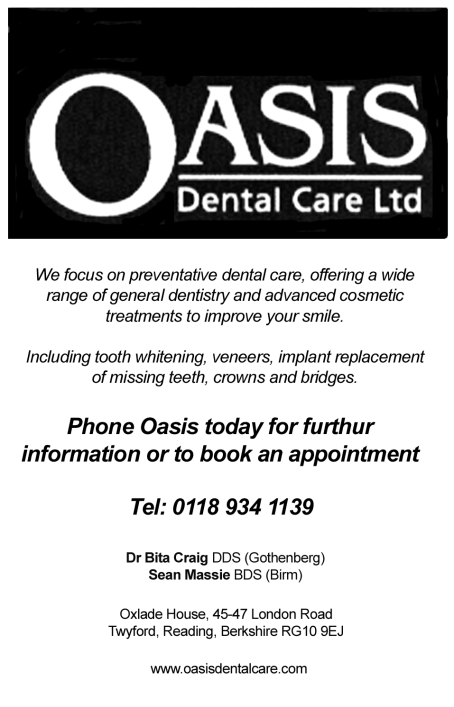 OASIS
Dental Care Ltd
We focus on preventative dental care, offering a wide
range of general dentistry and advanced cosmetic
treatments to improve your smile.
Including tooth whitening, veneers, implant replacement
of missing teeth, crowns and bridges.
Phone Oasis today for furthur
information or to book an appointment
Tel: 0118 934 1139
Dr Bita Craig DDS (Gothenberg)
Sean Massie BDS (Birm)
Oxlade House, 45-47 London Road
Twyford, Reading, Berkshire RG10 9EJ
www.oasisdentalcare.com